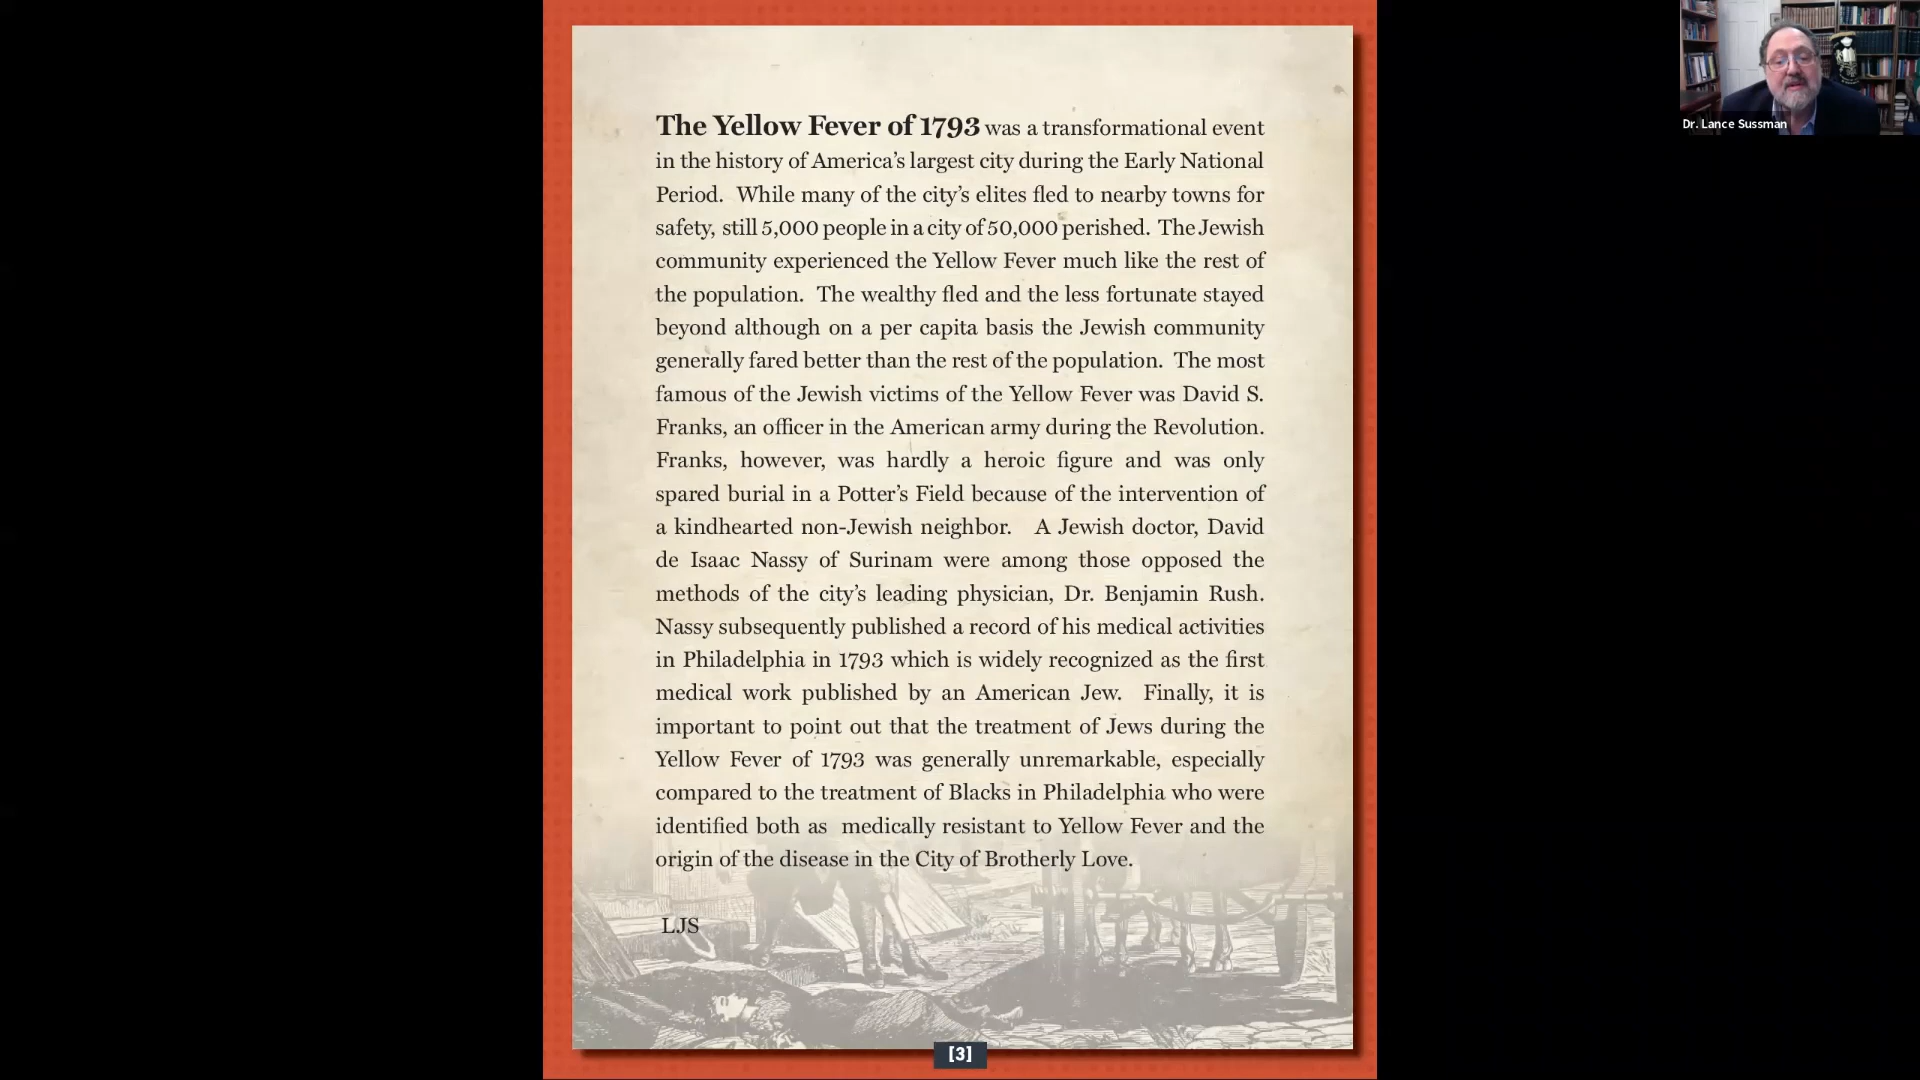 Dr. Lance Sussman
The Yellow Fever of 1793 was a transformational event
in the history of America's largest city during the Early National
Period.  While many of the city's elites fled to nearby towns for
safety, still 5,000 people in a city of 50,000 perished.  The Jewish
community experienced the Yellow Fever much like the rest of
the population.  The wealthy fled and the less fortunate stayed
beyond although on a per capita basis the Jewish community
generally fared better than the rest of the population.  The most
famous of the Jewish victims of the Yellow Fever was David S.
Franks, an officer in the American army during the Revolution.
Franks, however, was hardly a heroic figure and was only
spared burial in a Potter's Field because of the intervention of
a kindhearted non-Jewish neighbor.   A Jewish doctor, David
de Isaac Nassy of Surinam were among those opposed the
methods of the city's leading physician, Dr. Benjamin Rush.
Nassy subsequently published a record of his medical activities
in Philadelphia in 1793 which is widely recognized as the first
medical work published by an American Jew.  Finally, it is
important to point out that the treatment of Jews during the
Yellow Fever of 1793 was generally unremarkable, especially
compared to the treatment of Blacks in Philadelphia who were
identified both as  medically resistant to Yellow Fever and the
origin of the disease in the City of Brotherly Love.
LJS
[3]